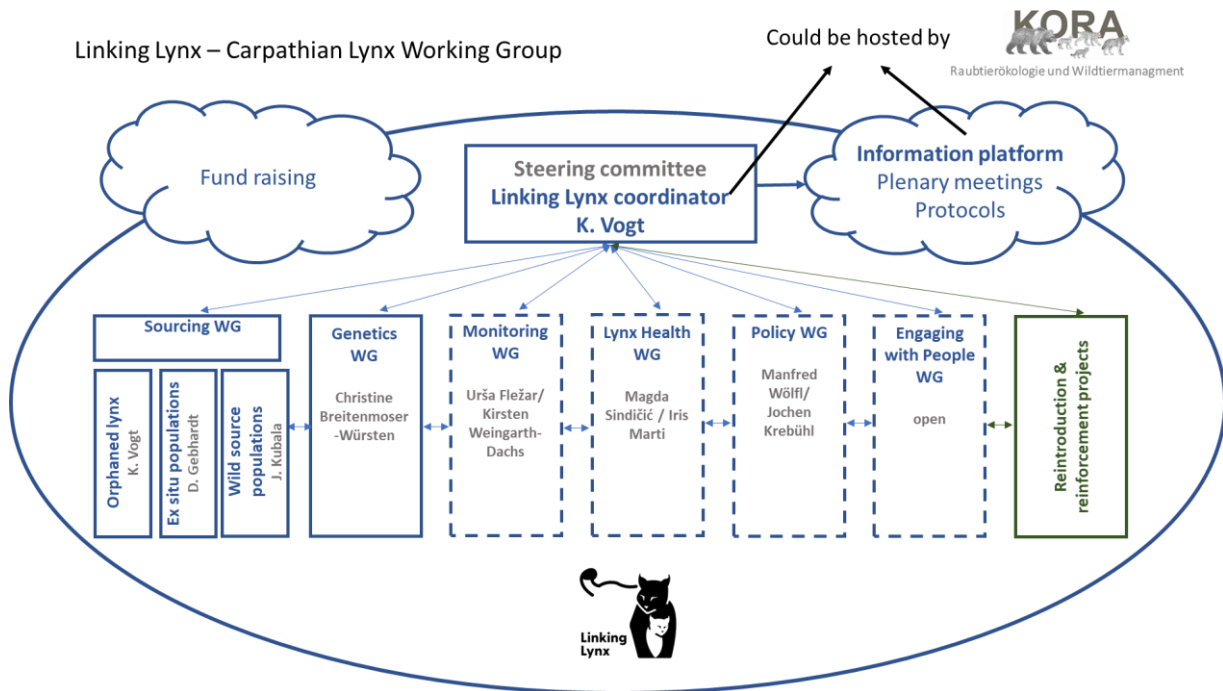 Linking Lynx – Carpathian Lynx Working Group
Could be hosted by
KORA
Raubtierökologie und Wildtiermanagment
Fund raising
Steering committee
Linking Lynx coordinator
K. Vogt
Information platform
Plenary meetings
Protocols
Sourcing WG
Orphaned lynx
K. Vogt
Ex situ populations
D. Gebhardt
Wild source
populations
J. Kubala
Genetics
WG
Christine
Breitenmoser
-Würsten
Monitoring
WG
Urša Fležar/
Kirsten
Weingarth-
Dachs
Lynx Health
WG
Magda
Sindičić / Iris
Marti
Policy WG
Manfred
Wölfl/
Jochen
Krebühl
Engaging
with People
WG
open
Reintroduction &
reinforcement projects
Linking
Lynx